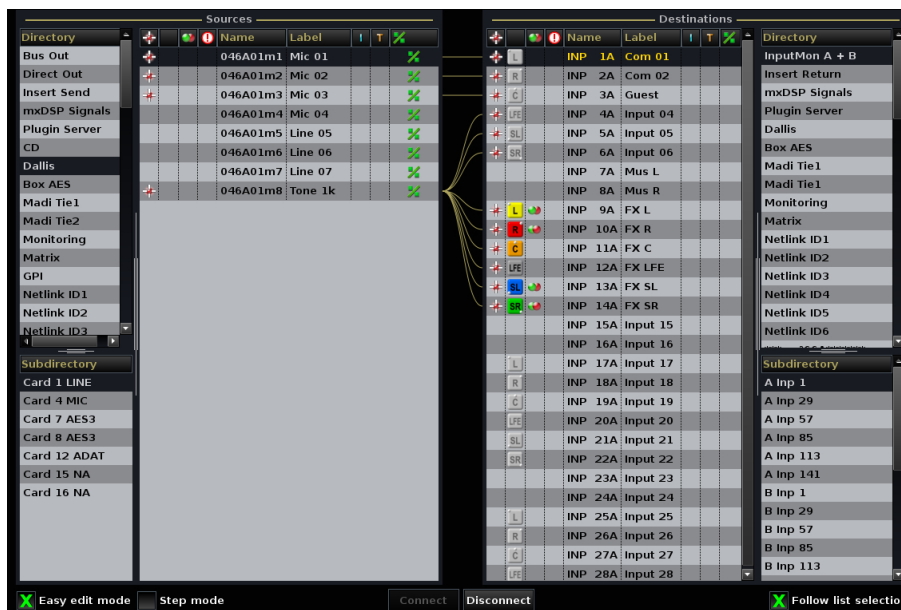 Sources
Destinations
Directory
Name Label I T
Name Label I T
Directory
Bus Out
Direct Out
Insert Send
mxDSP Signals
Plugin Server
CD
Dallis
Box AES
Madi Tie1
Madi Tie2
Monitoring
Matrix
GPI
Netlink ID1
Netlink ID2
Netlink ID3
Subdirectory
Card 1 LINE
Card 4 MIC
Card 7 AES3
Card 8 AES3
Card 12 ADAT
Card 15 NA
Card 16 NA
046A01m1 Mic 01
046A01m2 Mic 02
046A01m3 Mic 03
046A01m4 Mic 04
046A01m5 Line 05
046A01m6 Line 06
046A01m7 Line 07
046A01m8 Tone 1k
L INP 1A Com 01
R INP 2A Com 02
C INP 3A Guest
LFE INP 4A Input 04
SL INP 5A Input 05
SR INP 6A Input 06
INP 7A Mus L
INP 8A Mus R
L INP 9A FX L
R INP 10A FX R
C INP 11A FX C
LFE INP 12A FX LFE
SL INP 13A FX SL
SR INP 14A FX SR
INP 15A Input 15
INP 16A Input 16
L INP 17A Input 17
R INP 18A Input 18
C INP 19A Input 19
LFE INP 20A Input 20
SL INP 21A Input 21
SR INP 22A Input 22
INP 23A Input 23
INP 24A Input 24
L INP 25A Input 25
R INP 26A Input 26
C INP 27A Input 27
LFE INP 28A Input 28
InputMon A + B
Insert Return
mxDSP Signals
Plugin Server
Dallis
Box AES
Madi Tie1
Madi Tie1
Monitoring
Matrix
Netlink ID1
Netlink ID2
Netlink ID3
Netlink ID4
Netlink ID5
Netlink ID6
Subdirectory
A Inp 1
A Inp 29
A Inp 57
A Inp 85
A Inp 113
A Inp 141
B Inp 1
B Inp 29
B Inp 57
B Inp 85
B Inp 113
X Easy edit mode Step mode Connect Disconnect X Follow list selectio